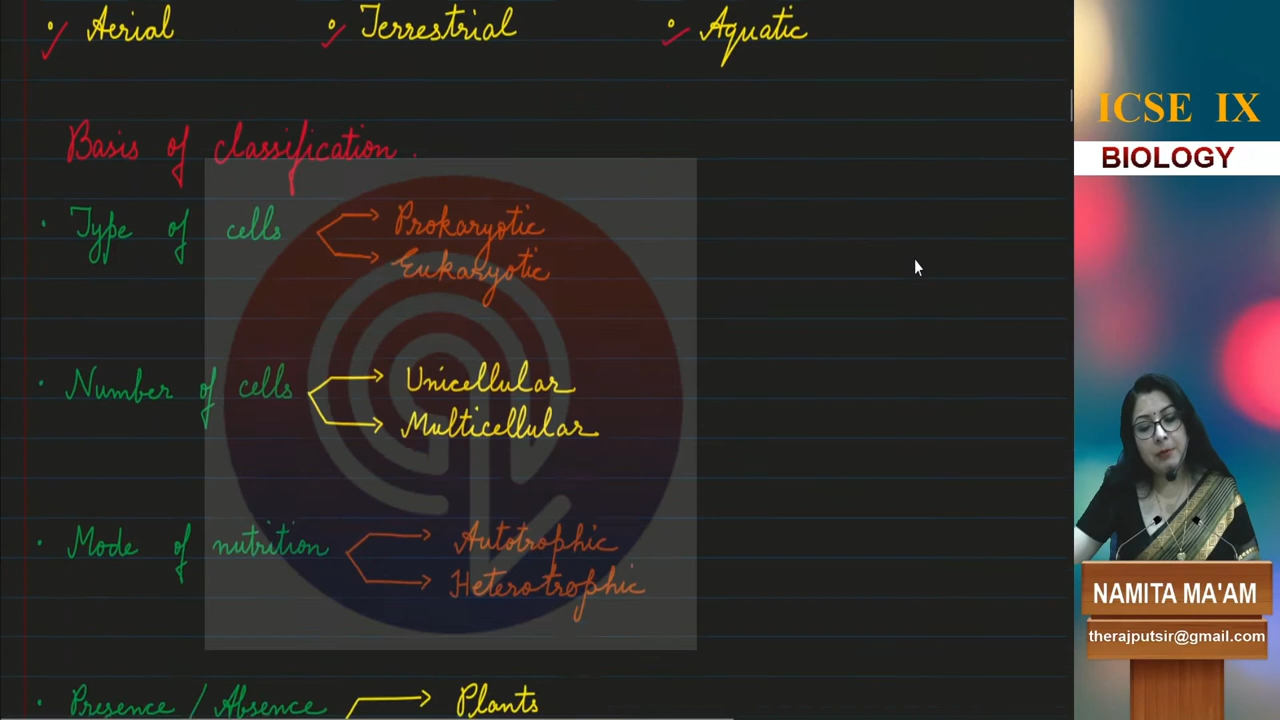 • Aerial • Terrestrial • Aquatic
Basis of classification.
• Type of cells Prokaryotic
Eukaryotic
• Number of cells Unicellular
Multicellular
• Mode of nutrition Autotrophic
Heterotrophic
• Presence / Absence Plants
ICSE IX
BIOLOGY
NAMITA MA'AM
therajputsir@gmail.com